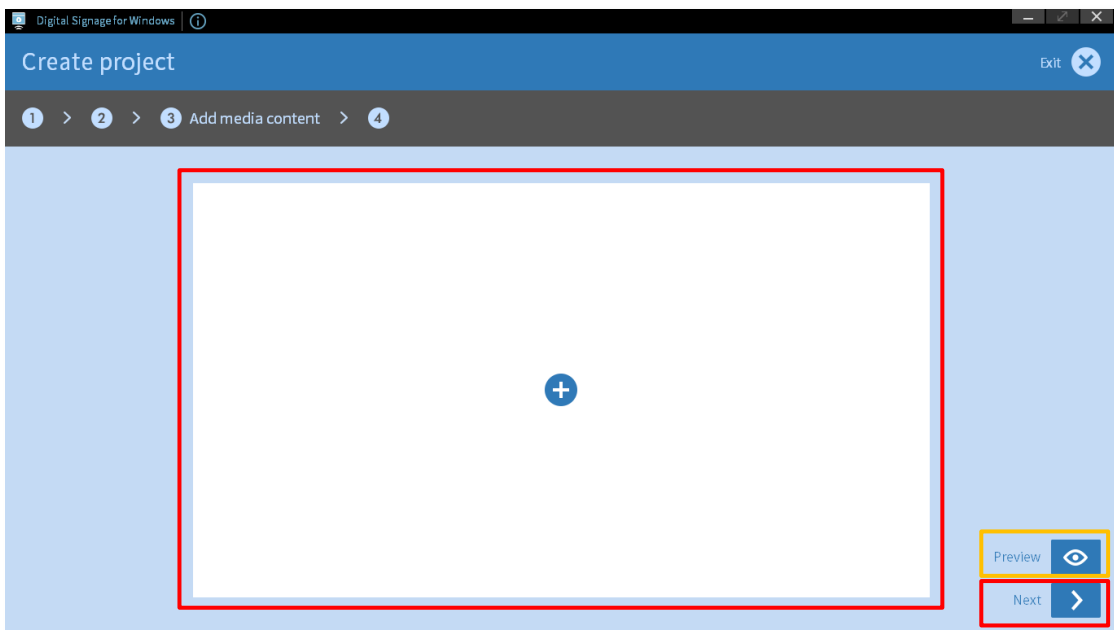 Digital Signage for Windows
Create project
Exit
1 > 2 > 3 Add media content > 4
Preview
Next